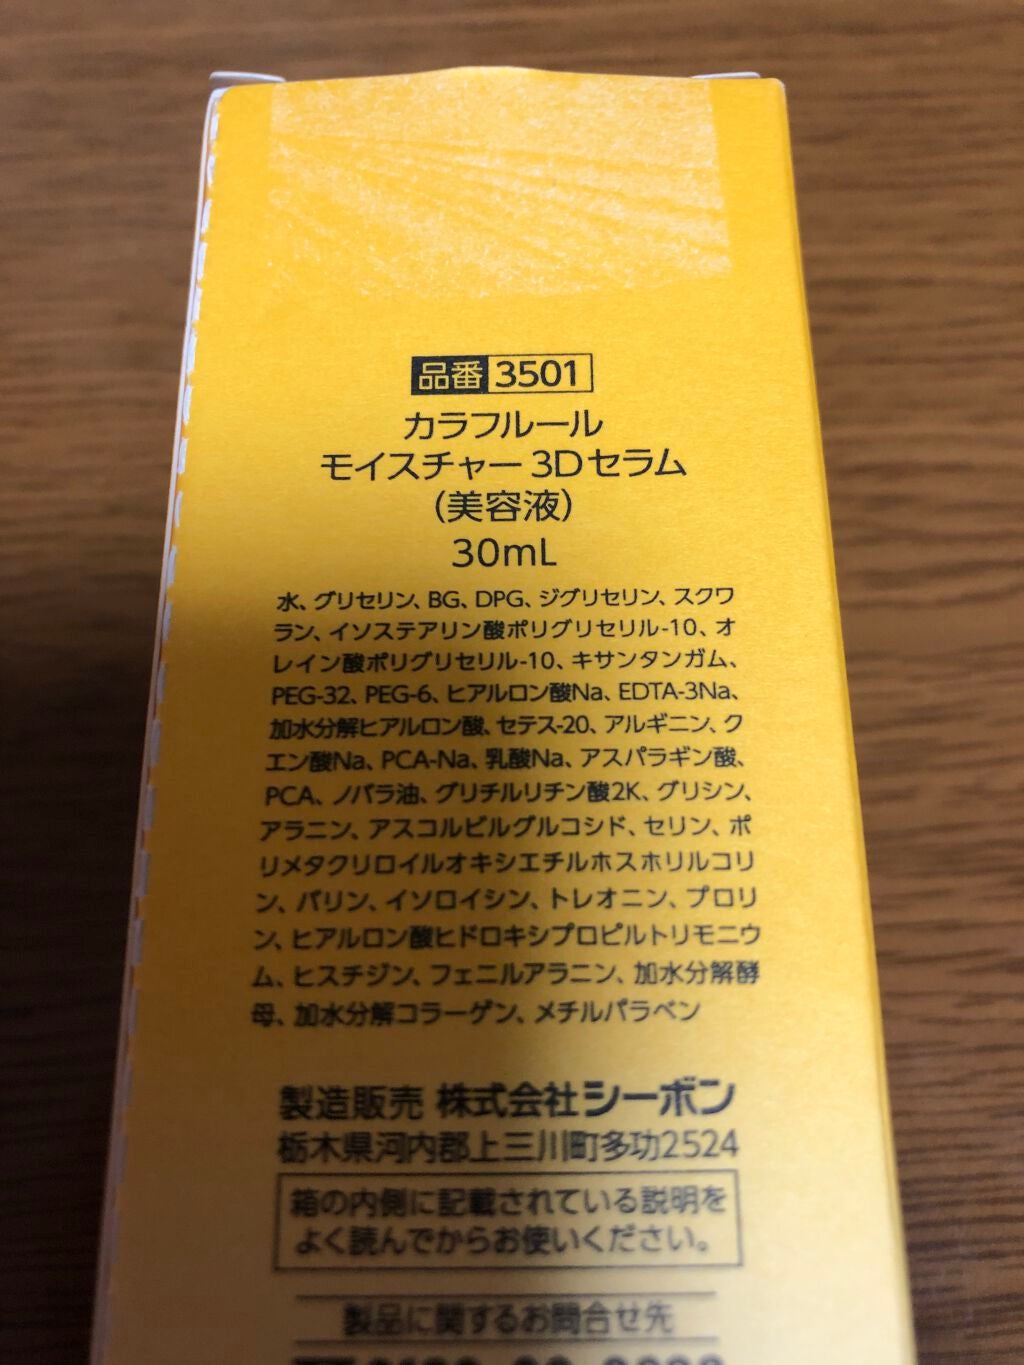 品番 3501
カラフルール
モイスチャー 3Dセラム
(美容液)
30mL
水、グリセリン、BG、DPG、ジグリセリン、スクワ
ラン、イソステアリン酸ポリグリセリル-10、オ
レイン酸ポリグリセリル-10、キサンタンガム、
PEG-32、PEG-6、ヒアルロン酸Na、EDTA-3Na、
加水分解ヒアルロン酸、セテス-20、アルギニン、ク
エン酸Na、PCA-Na、乳酸Na、アスパラギン酸、
PCA、ノバラ油、グリチルリチン酸2K、グリシン、
アラニン、アスコルビルグルコシド、セリン、ポ
リメタクリロイルオキシエチルホスホリルコリ
ン、バリン、イソロイシン、トレオニン、プロリ
ン、ヒアルロン酸ヒドロキシプロピルトリモニウ
ム、ヒスチジン、フェニルアラニン、加水分解酵
母、加水分解コラーゲン、メチルパラベン
製造販売 株式会社シーボン
栃木県河内郡上三川町多功2524
箱の内側に記載されている説明を
よく読んでからお使いください。
製品に関するお問合せ先